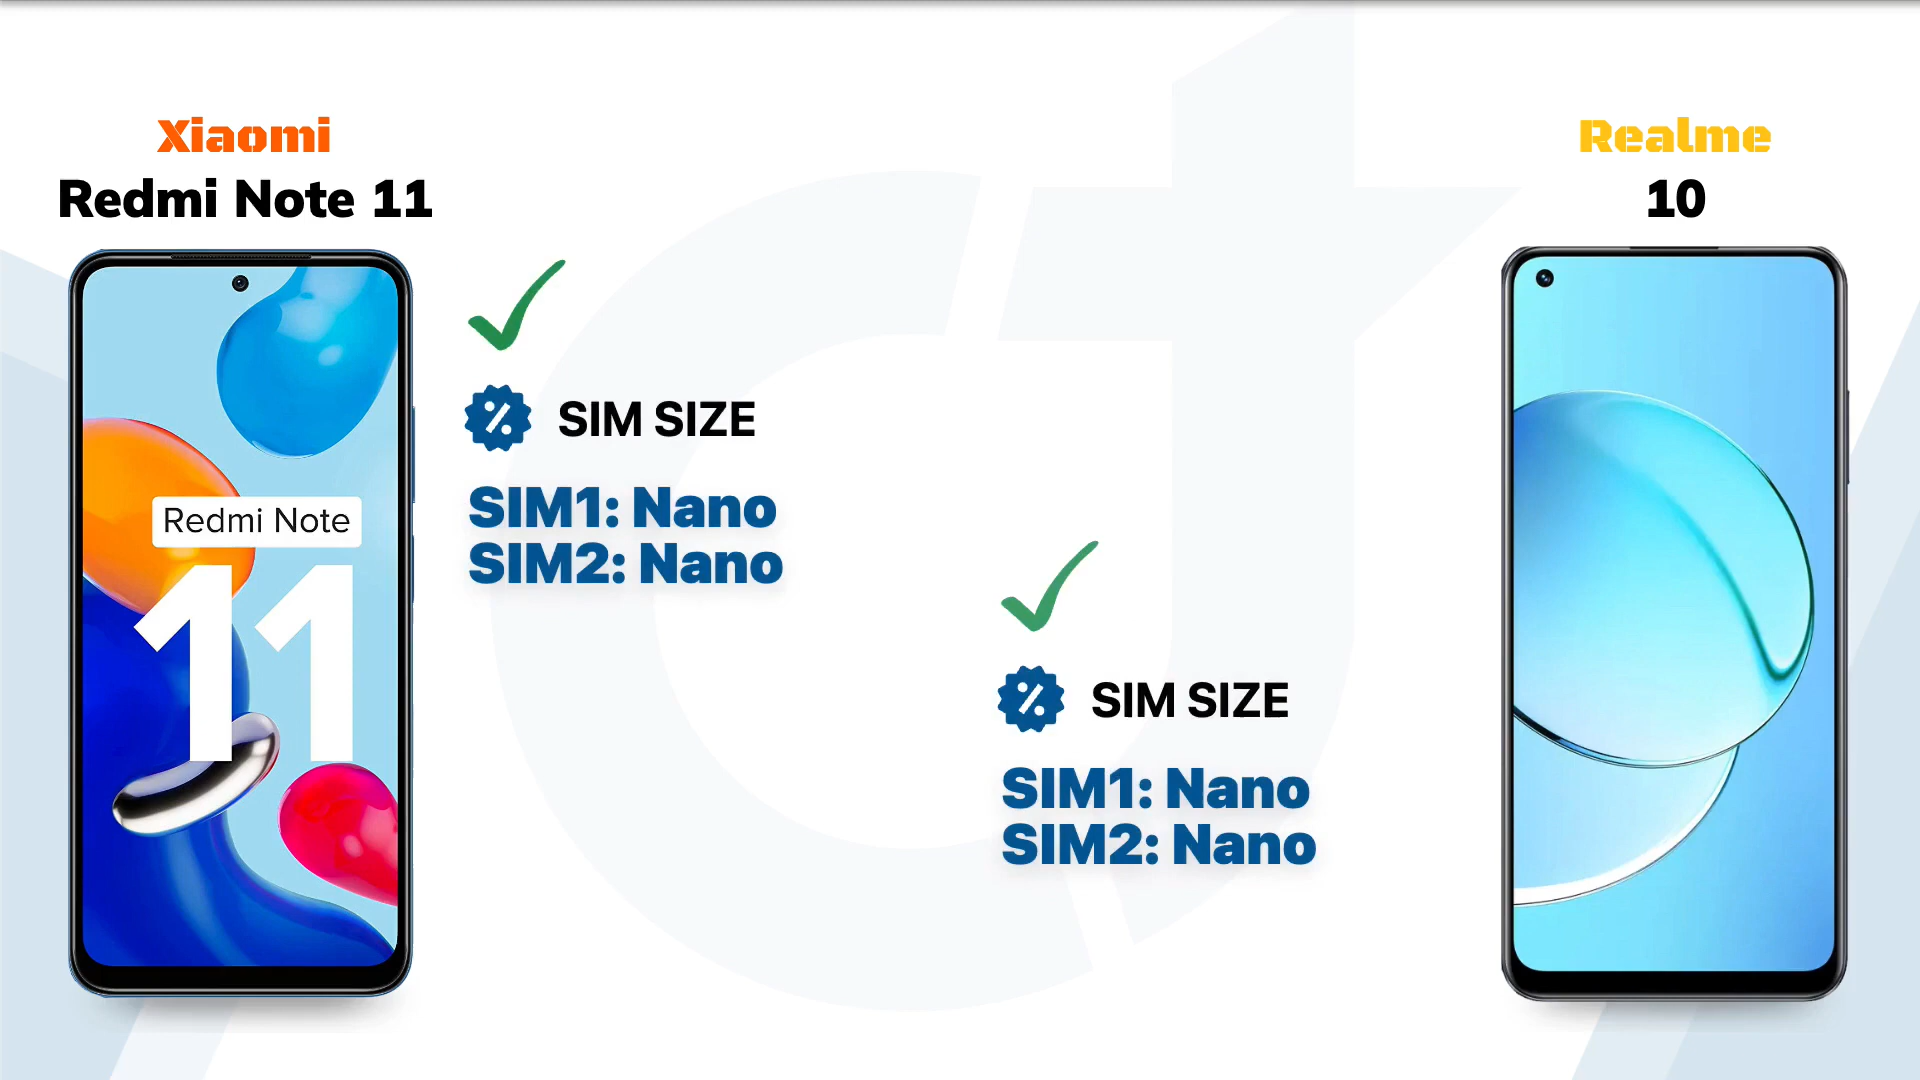 Xiaomi
Redmi Note 11
Redmi Note
11
SIM SIZE
SIM1: Nano
SIM2: Nano
Realme
10
SIM SIZE
SIM1: Nano
SIM2: Nano